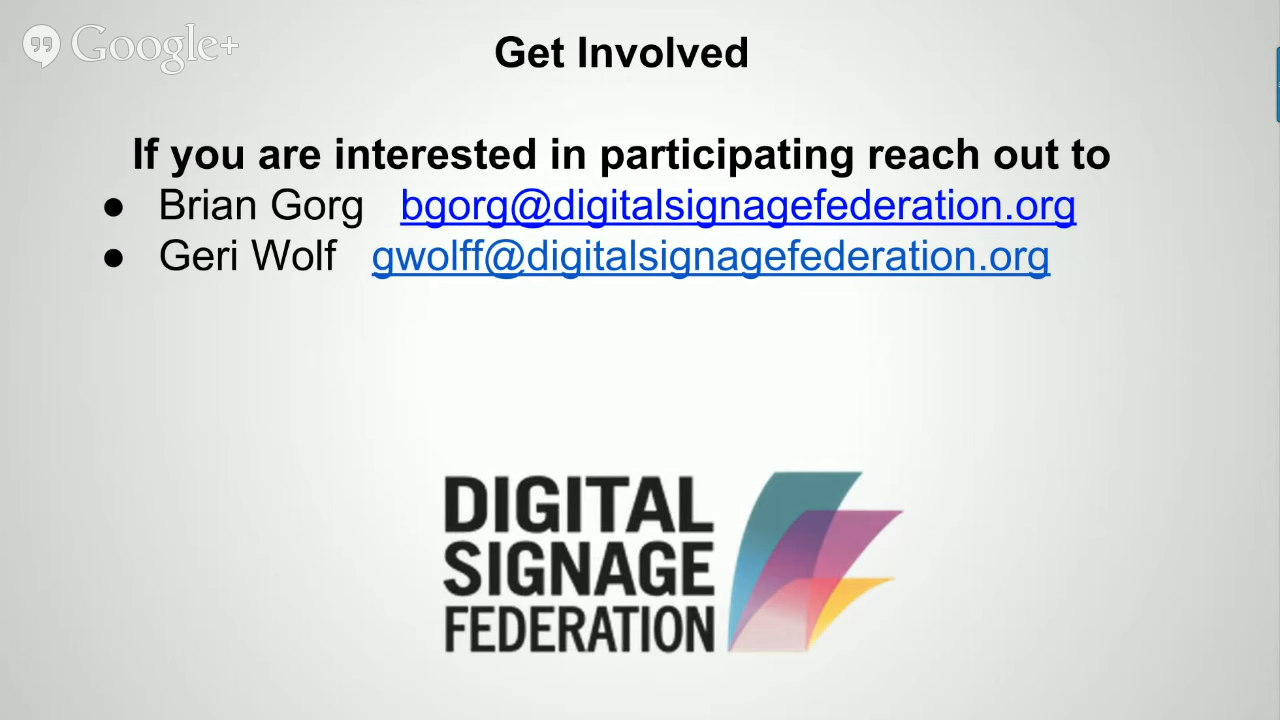 Google+
Get Involved
If you are interested in participating reach out to
● Brian Gorg bgorg@digitalsignagefederation.org
● Geri Wolf gwolff@digitalsignagefederation.org
DIGITAL
SIGNAGE
FEDERATION